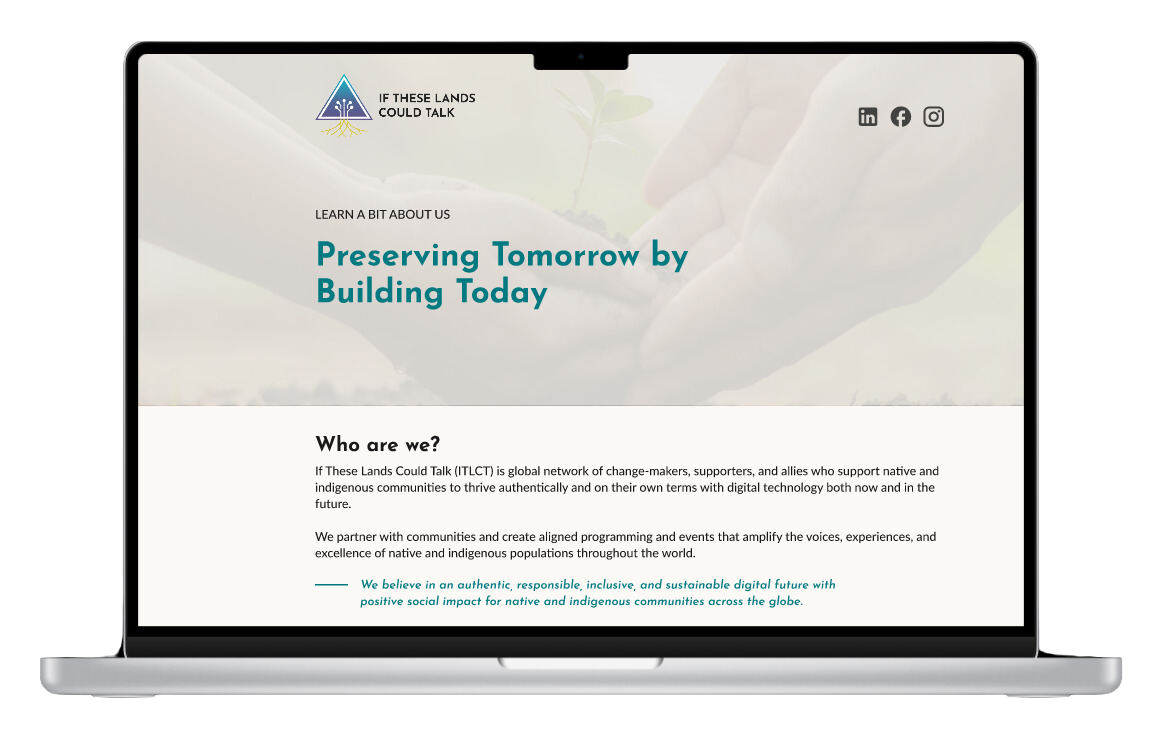 IF THESE LANDS
COULD TALK
LEARN A BIT ABOUT US
Preserving Tomorrow by
Building Today
Who are we?
If These Lands Could Talk (ITLCT) is global network of change-makers, supporters, and allies who support native and
indigenous communities to thrive authentically and on their own terms with digital technology both now and in the
future.
We partner with communities and create aligned programming and events that amplify the voices, experiences, and
excellence of native and indigenous populations throughout the world.
We believe in an authentic, responsible, inclusive, and sustainable digital future with
positive social impact for native and indigenous communities across the globe.